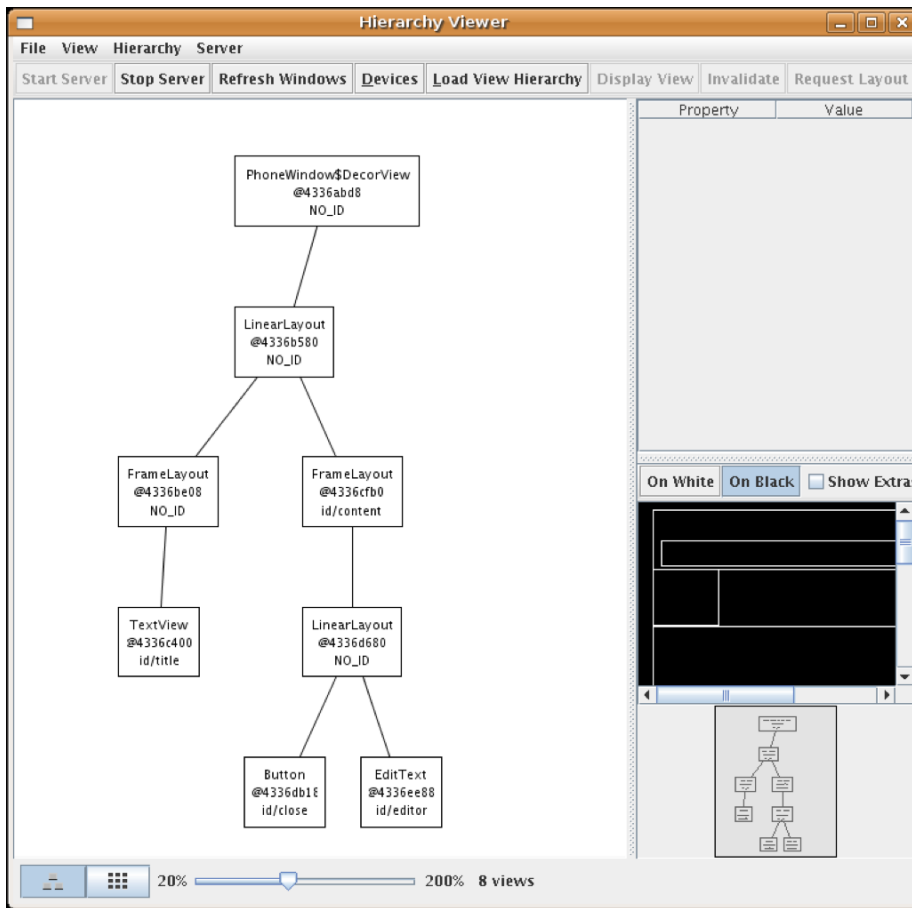 Hierarchy Viewer
File View Hierarchy Server
Start Server Stop Server Refresh Windows Devices Load View Hierarchy Display View Invalidate Request Layout
Property Value
PhoneWindow$DecorView
@4336abd8
NO_ID
LinearLayout
@4336b580
NO_ID
FrameLayout
@4336be08
NO_ID
FrameLayout
@4336cfb0
id/content
TextView
@4336c400
id/title
LinearLayout
@4336d680
NO_ID
Button
@4336db18
id/close
EditText
@4336ee88
id/editor
On White On Black Show Extras
20% 200% 8 views